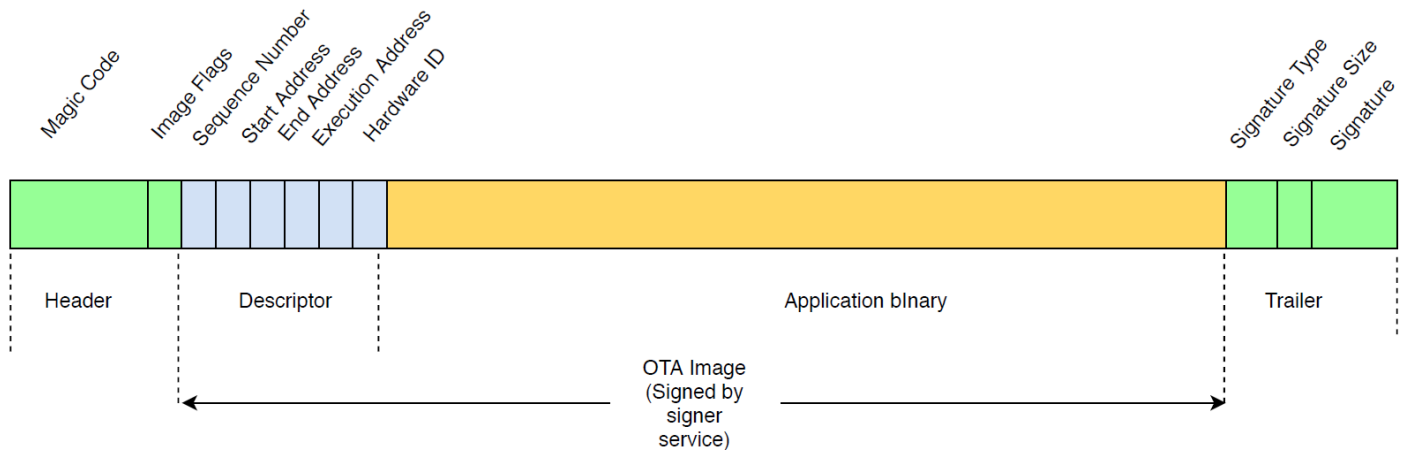 Magic Code
Image Flags
Sequence Number
Start Address
End Address
Execution Address
Hardware ID
Signature Type
Signature Size
Signature
Header
Descriptor
Application bInary
Trailer
OTA Image
(Signed by
signer
service)